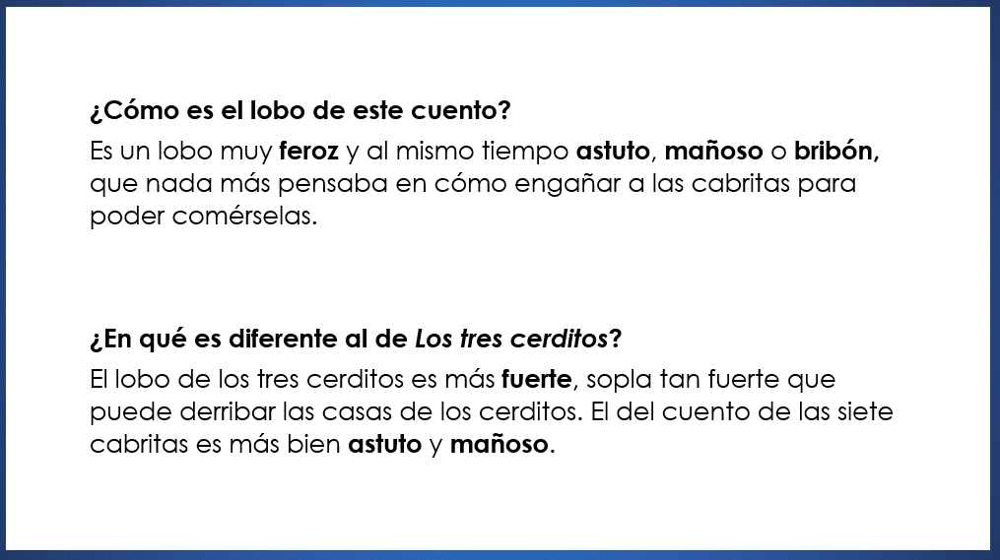 ¿Cómo es el lobo de este cuento?
Es un lobo muy feroz y al mismo tiempo astuto, mañoso o bribón,
que nada más pensaba en cómo engañar a las cabritas para
poder comérselas.
¿En qué es diferente al de Los tres cerditos?
El lobo de los tres cerditos es más fuerte, sopla tan fuerte que
puede derribar las casas de los cerditos. El del cuento de las siete
cabritas es más bien astuto y mañoso.